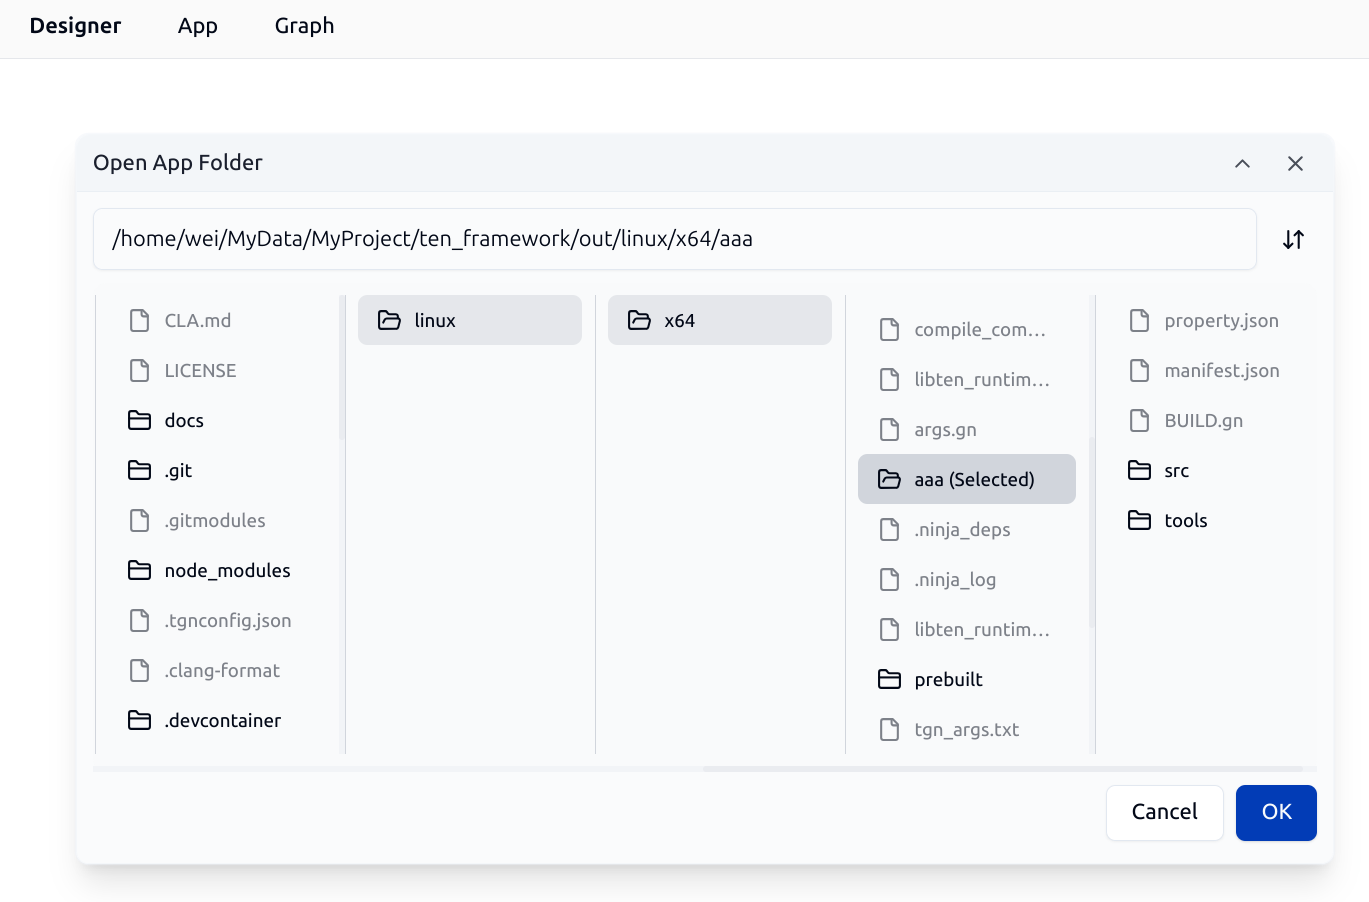 Designer App Graph
Open App Folder
/home/wei/MyData/MyProject/ten_framework/out/linux/x64/aaa
CLA.md
LICENSE
docs
.git
.gitmodules
node_modules
.tgnconfig.json
.clang-format
.devcontainer
linux
x64
compile_com...
libten_runtim...
args.gn
aaa (Selected)
.ninja_deps
.ninja_log
libten_runtim...
prebuilt
tgn_args.txt
property.json
manifest.json
BUILD.gn
src
tools
Cancel OK